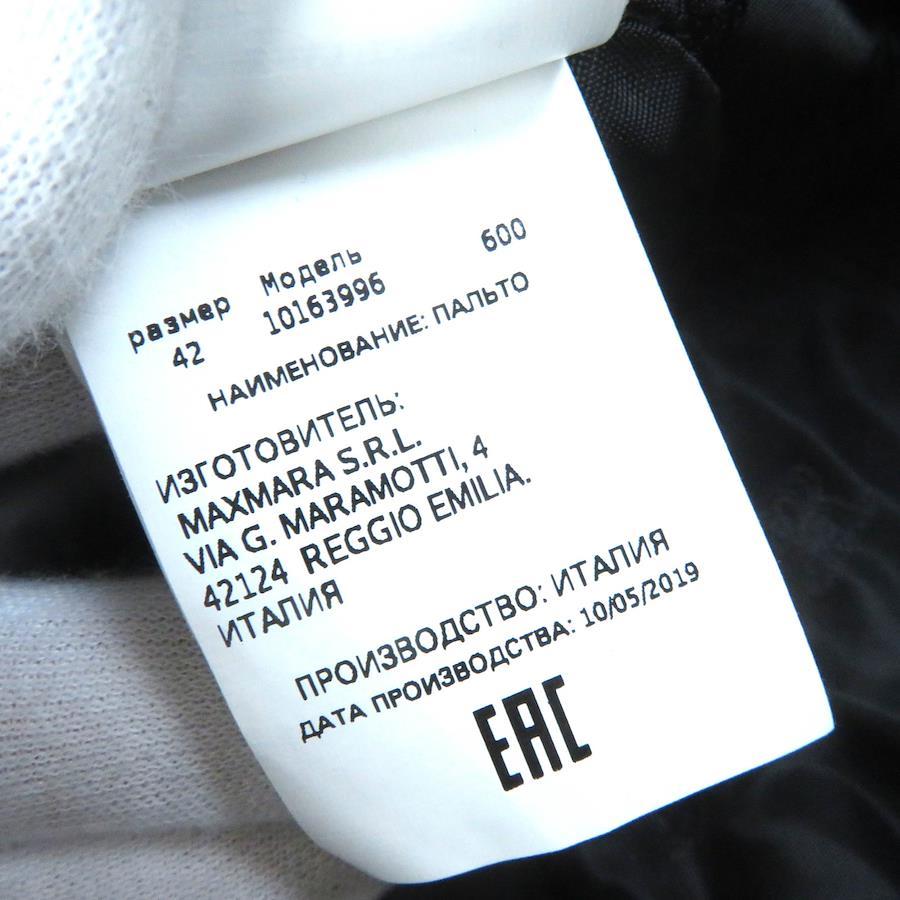 размер Модель 600
42 10163996
НАИМЕНОВАНИЕ: ПАЛЬТО
ИЗГОТОВИТЕЛЬ:
MAXMARA S.R.L.
VIA G. MARAMOTTI, 4
42124 REGGIO EMILIA.
ИТАЛИЯ
ПРОИЗВОДСТВО: ИТАЛИЯ
ДАТА ПРОИЗВОДСТВА: 10/05/2019
EAC